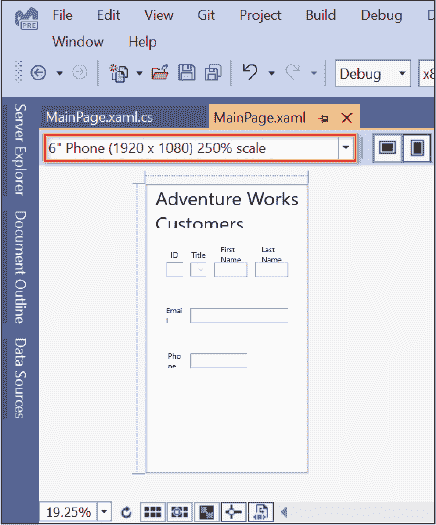 File Edit View Git Project Build Debug
PRE
Window Help
Debug x8
Server Explorer
Document Outline
Data Sources
MainPage.xaml.cs MainPage.xaml
6" Phone (1920 x 1080) 250% scale
Adventure Works
Customers
ID Title First Name Last Name
Emai
l
Pho
ne
19.25%